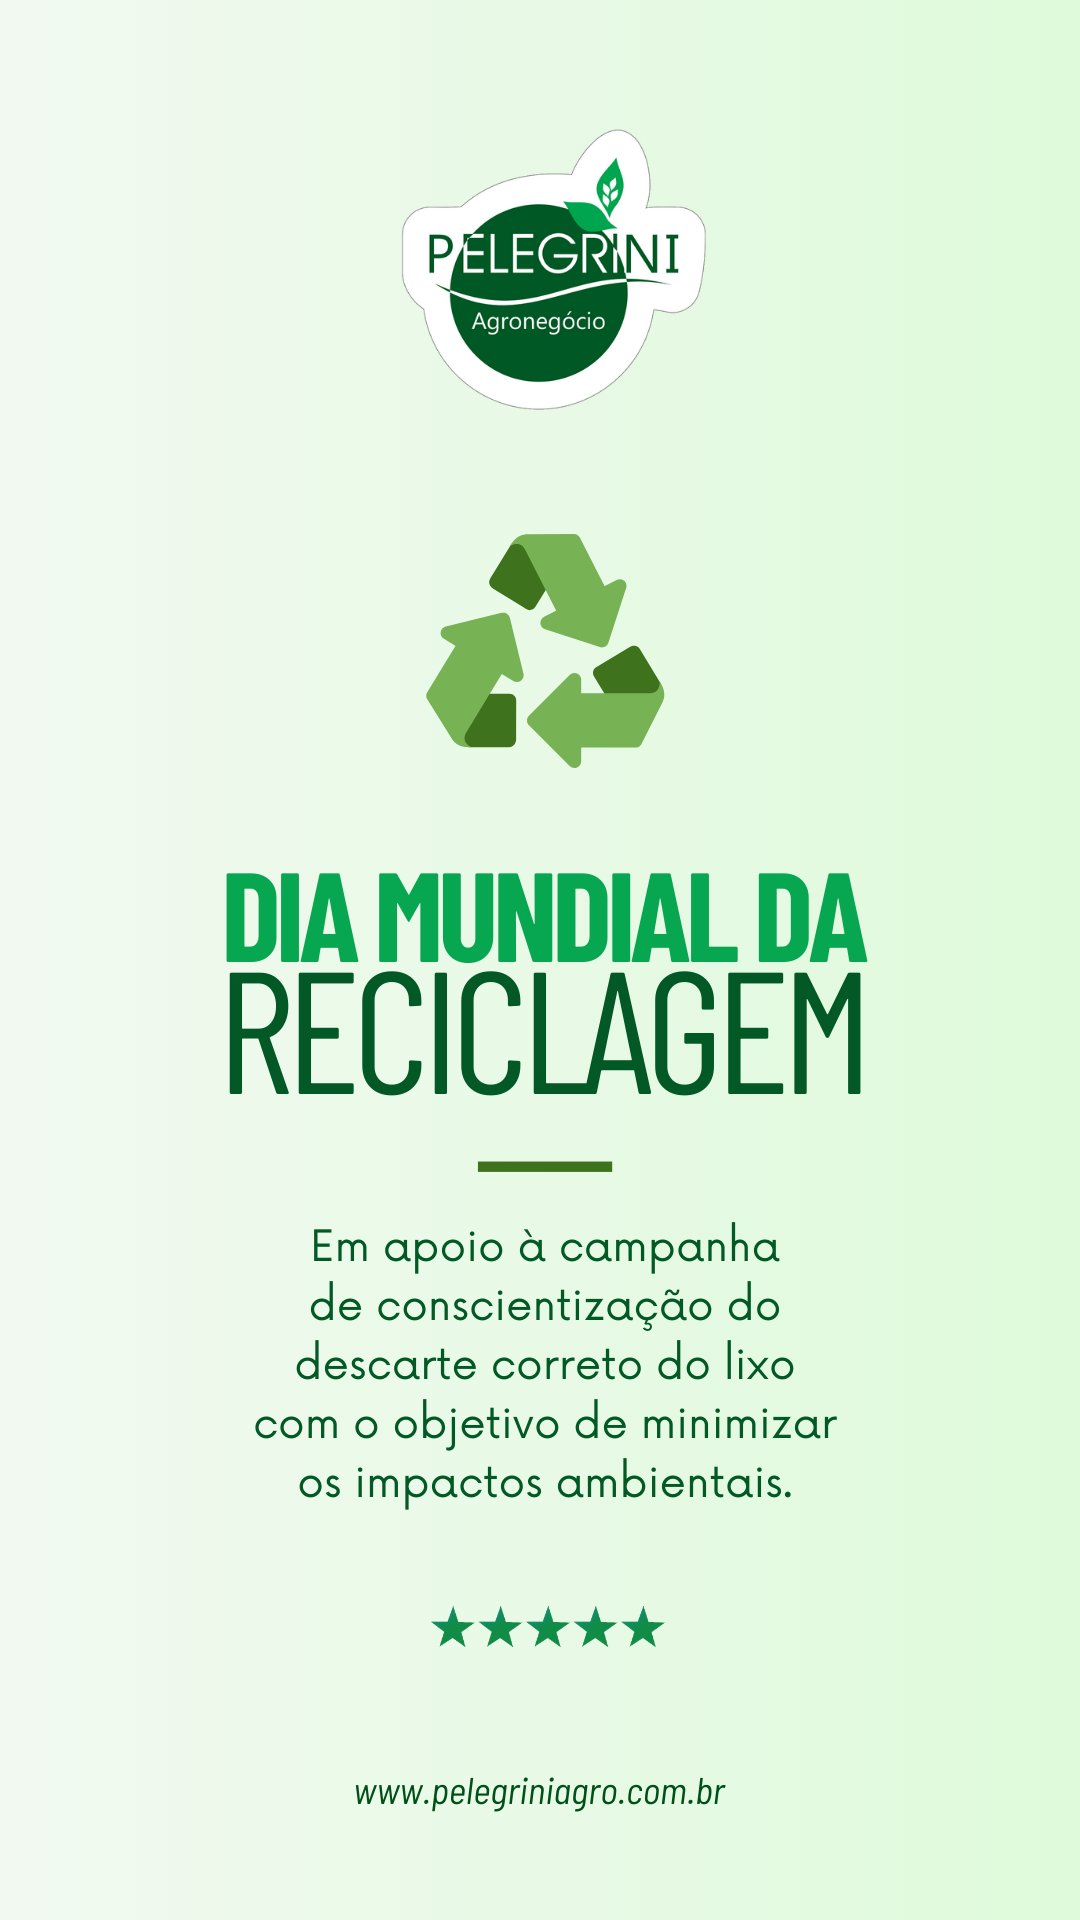 PELEGRINI
Agronegócio
DIA MUNDIAL DA
RECICLAGEM
Em apoio à campanha
de conscientização do
descarte correto do lixo
com o objetivo de minimizar
os impactos ambientais.
www.pelegriniagro.com.br